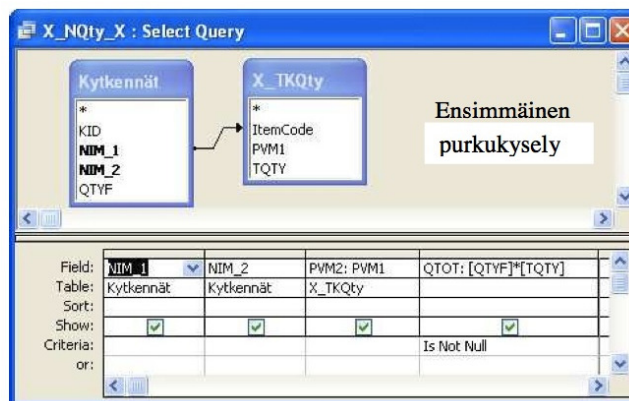 X_NQty_X : Select Query
Kytkennät
*
KID
NIM_1
NIM_2
QTYF
X_TKQty
*
ItemCode
PVM1
TQTY
Ensimmäinen
purkukysely
Field: NIM_1 NIM_2 PVM2: PVM1 QTOT: [QTYF]*[TQTY]
Table: Kytkennät Kytkennät X_TKQty
Sort:
Show:
Criteria: Is Not Null
or: